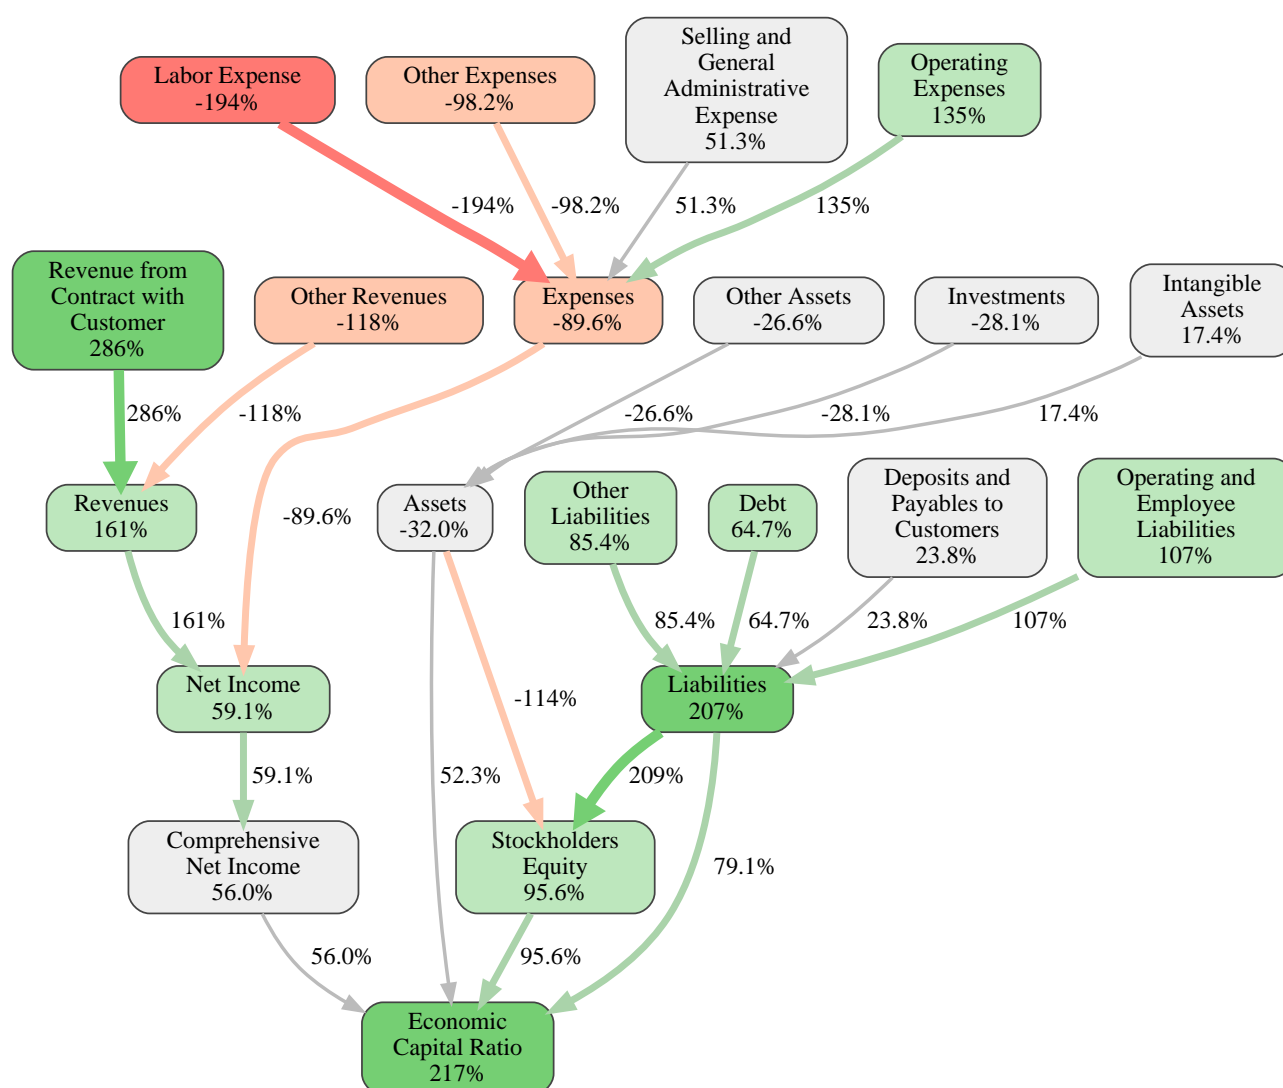 Labor Expense
-194%
Other Expenses
-98.2%
Selling and
General
Administrative
Expense
51.3%
Operating
Expenses
135%
-194%
-98.2%
51.3%
135%
Revenue from
Contract with
Customer
286%
Other Revenues
-118%
Expenses
-89.6%
Other Assets
-26.6%
Investments
-28.1%
Intangible
Assets
17.4%
286%
-118%
-26.6%
-28.1%
17.4%
Revenues
161%
-89.6%
Assets
-32.0%
Other
Liabilities
85.4%
Debt
64.7%
Deposits and
Payables to
Customers
23.8%
Operating and
Employee
Liabilities
107%
161%
85.4%
64.7%
23.8%
107%
Net Income
59.1%
-114%
Liabilities
207%
59.1%
52.3%
209%
Comprehensive
Net Income
56.0%
Stockholders
Equity
95.6%
79.1%
56.0%
95.6%
Economic
Capital Ratio
217%